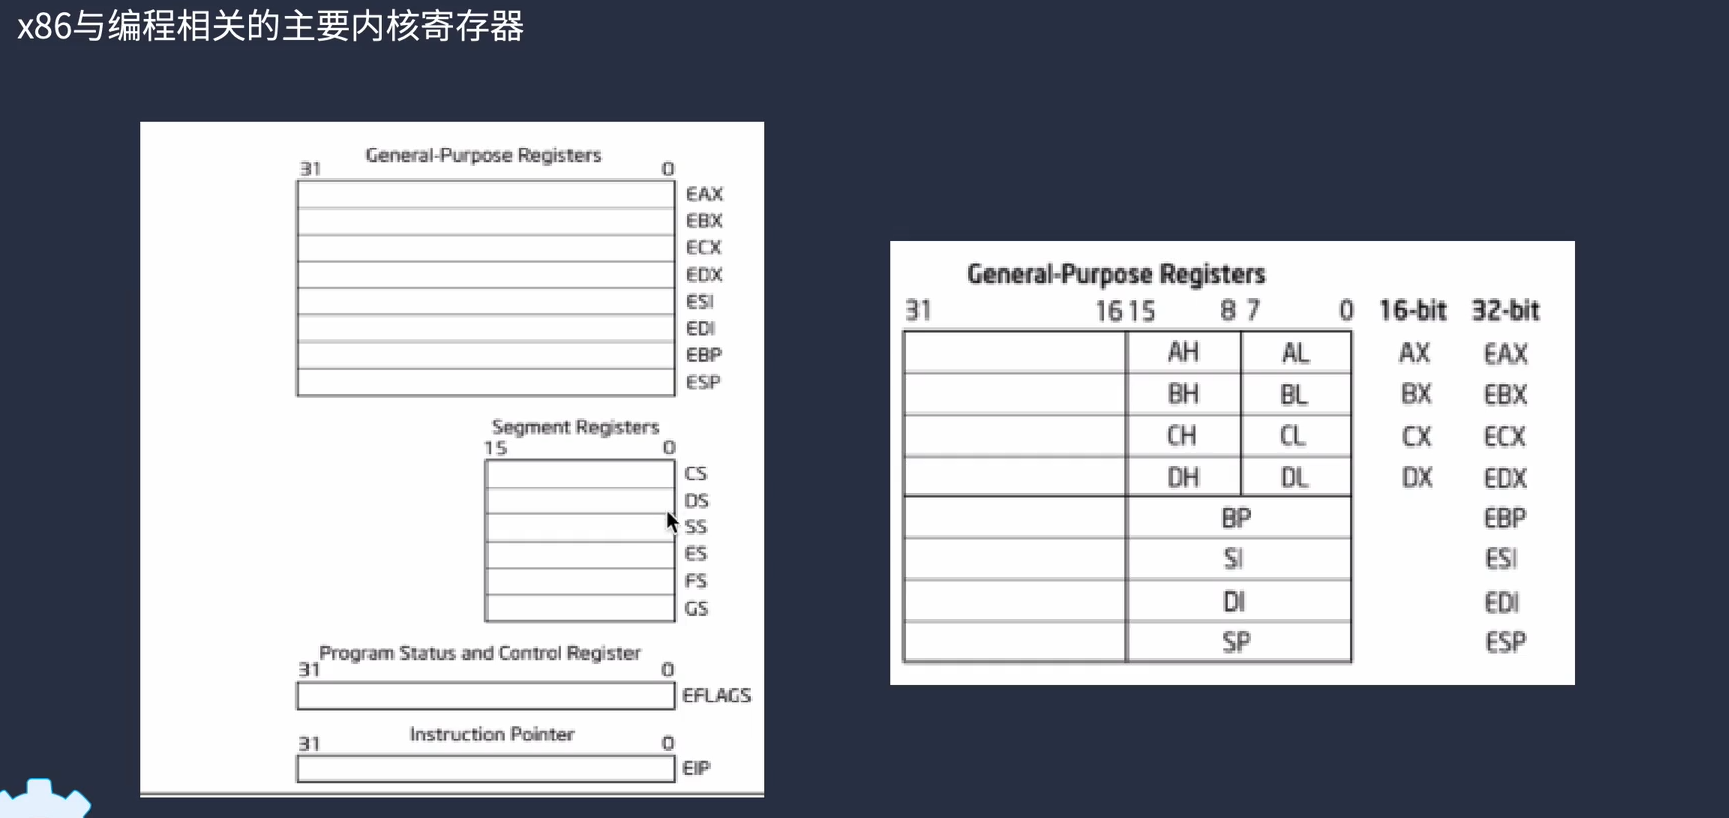 x86与编程相关的主要内核寄存器
General-Purpose Registers
31 0
EAX
EBX
ECX
EDX
ESI
EDI
EBP
ESP
Segment Registers
15 0
CS
DS
SS
ES
FS
GS
Program Status and Control Register
31 0
EFLAGS
Instruction Pointer
31 0
EIP
General-Purpose Registers
31 16 15 8 7 0 16-bit 32-bit
AH AL AX EAX
BH BL BX EBX
CH CL CX ECX
DH DL DX EDX
BP EBP
SI ESI
DI EDI
SP ESP